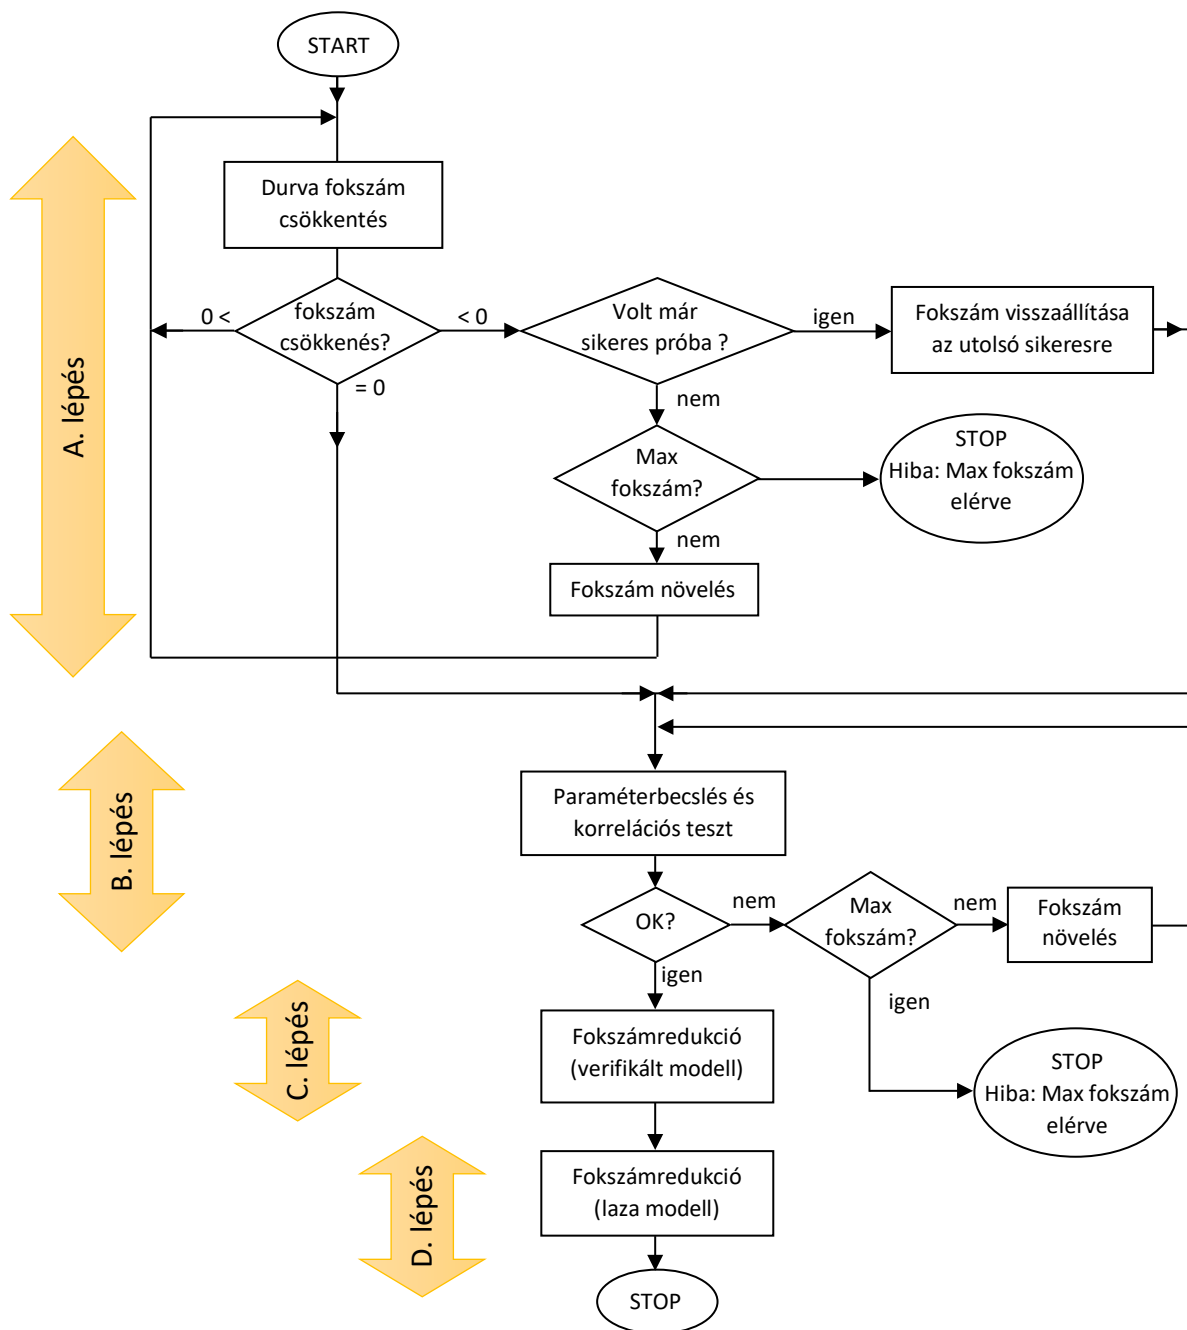 START
Durva fokszám
csökkentés
0 <
fokszám
csökkenés?
< 0
= 0
Volt már
sikeres próba ?
igen
Fokszám visszaállítása
az utolsó sikeresre
nem
Max
fokszám?
STOP
Hiba: Max fokszám
elérve
nem
Fokszám növelés
A. lépés
Paraméterbecslés és
korrelációs teszt
B. lépés
OK?
nem
Max
fokszám?
nem
Fokszám
növelés
igen
igen
Fokszámredukció
(verifikált modell)
STOP
Hiba: Max fokszám
elérve
C. lépés
Fokszámredukció
(laza modell)
D. lépés
STOP